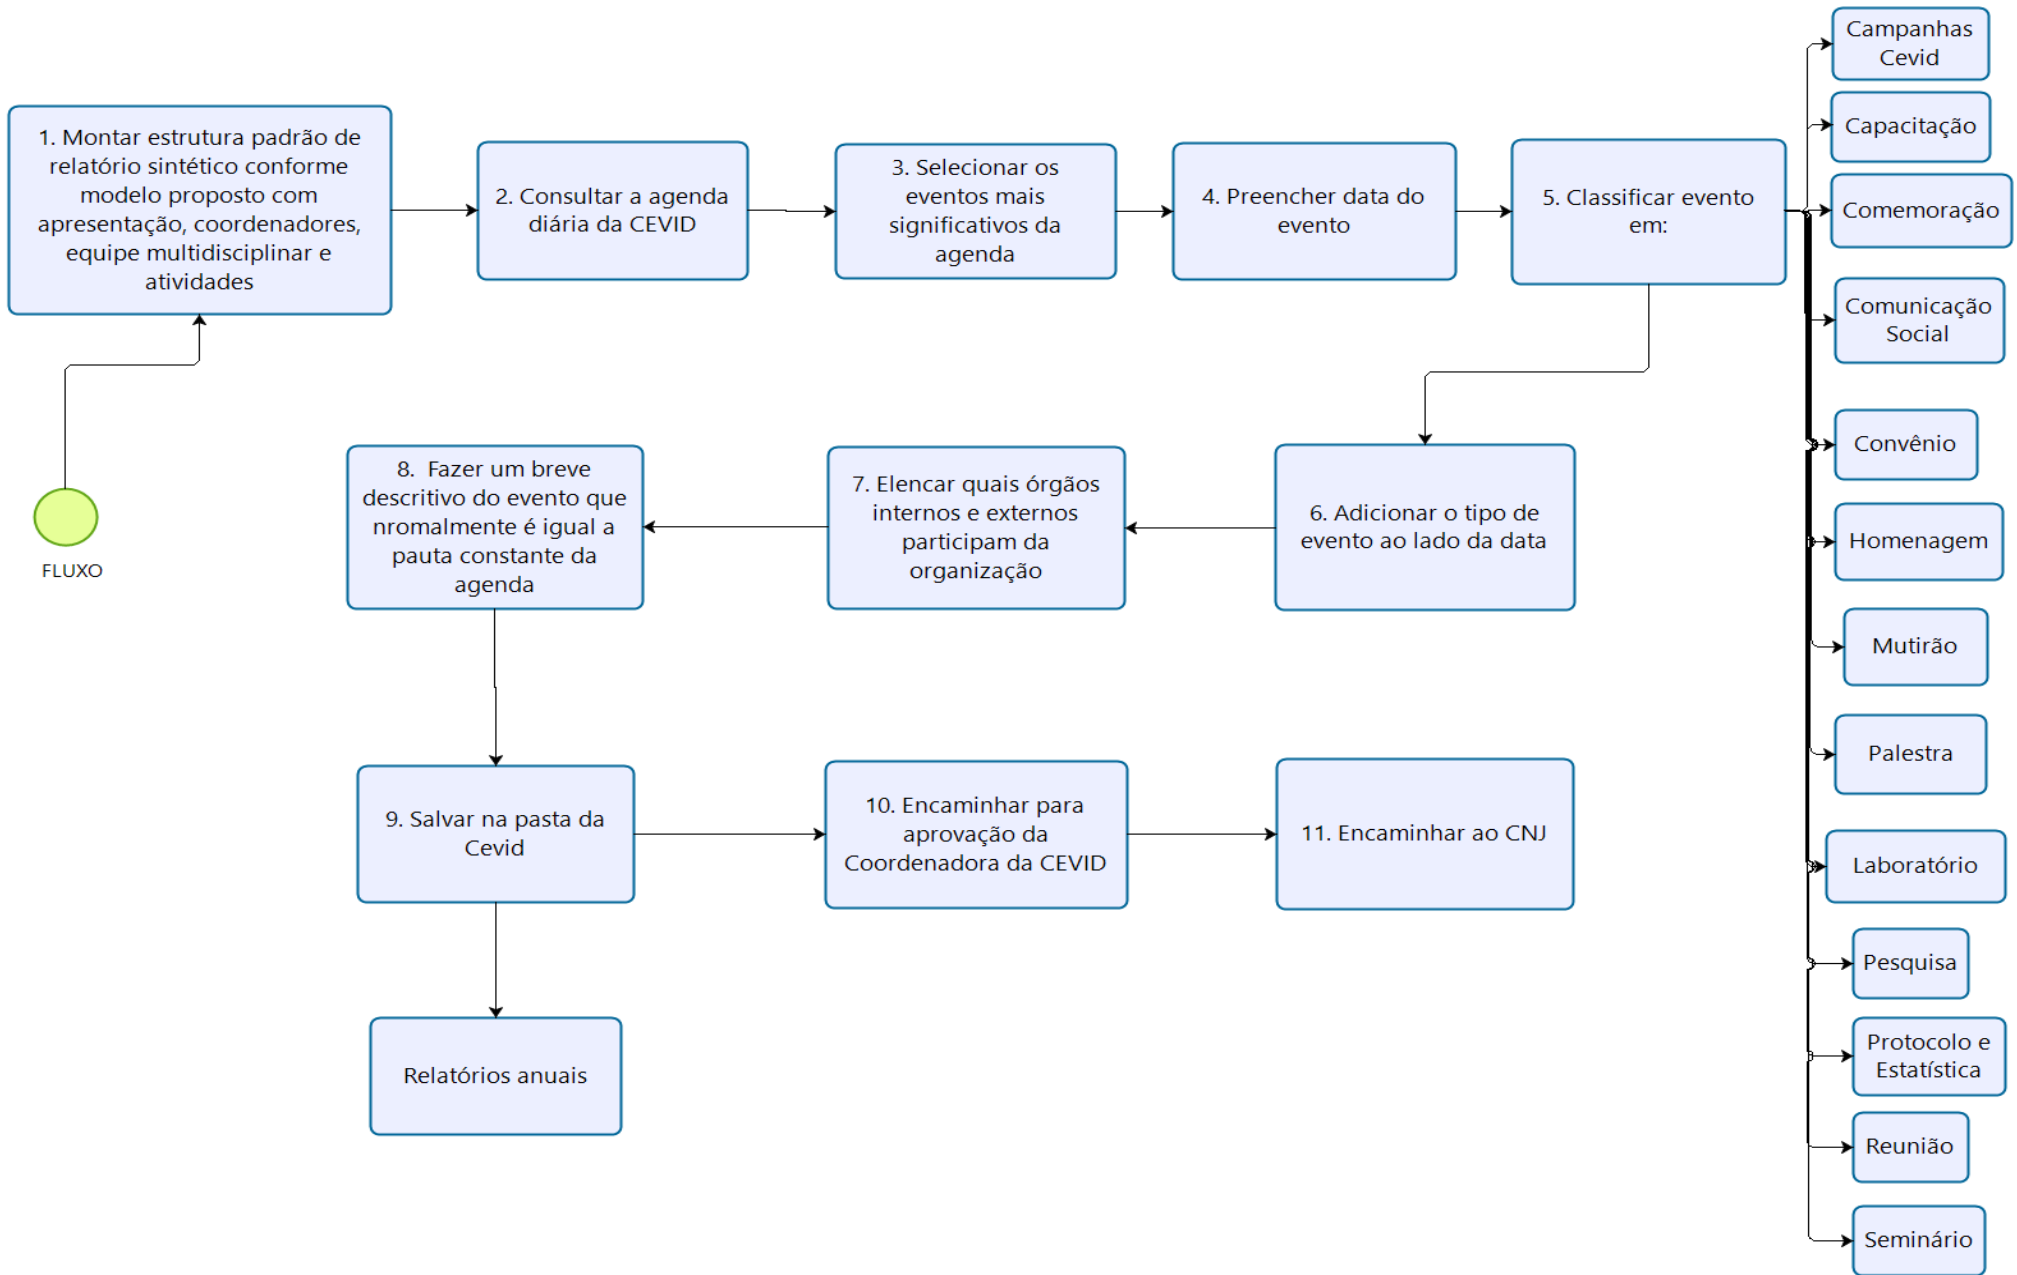 1. Montar estrutura padrão de
relatório sintético conforme
modelo proposto com
apresentação, coordenadores,
equipe multidisciplinar e
atividades
2. Consultar a agenda
diária da CEVID
3. Selecionar os
eventos mais
significativos da
agenda
4. Preencher data do
evento
5. Classificar evento
em:
Campanhas
Cevid
Capacitação
Comemoração
Comunicação
Social
Convênio
Homenagem
Mutirão
Palestra
Laboratório
Pesquisa
Protocolo e
Estatística
Reunião
Seminário
6. Adicionar o tipo de
evento ao lado da data
7. Elencar quais órgãos
internos e externos
participam da
organização
8. Fazer um breve
descritivo do evento que
nromalmente é igual a
pauta constante da
agenda
FLUXO
9. Salvar na pasta da
Cevid
10. Encaminhar para
aprovação da
Coordenadora da CEVID
11. Encaminhar ao CNJ
Relatórios anuais